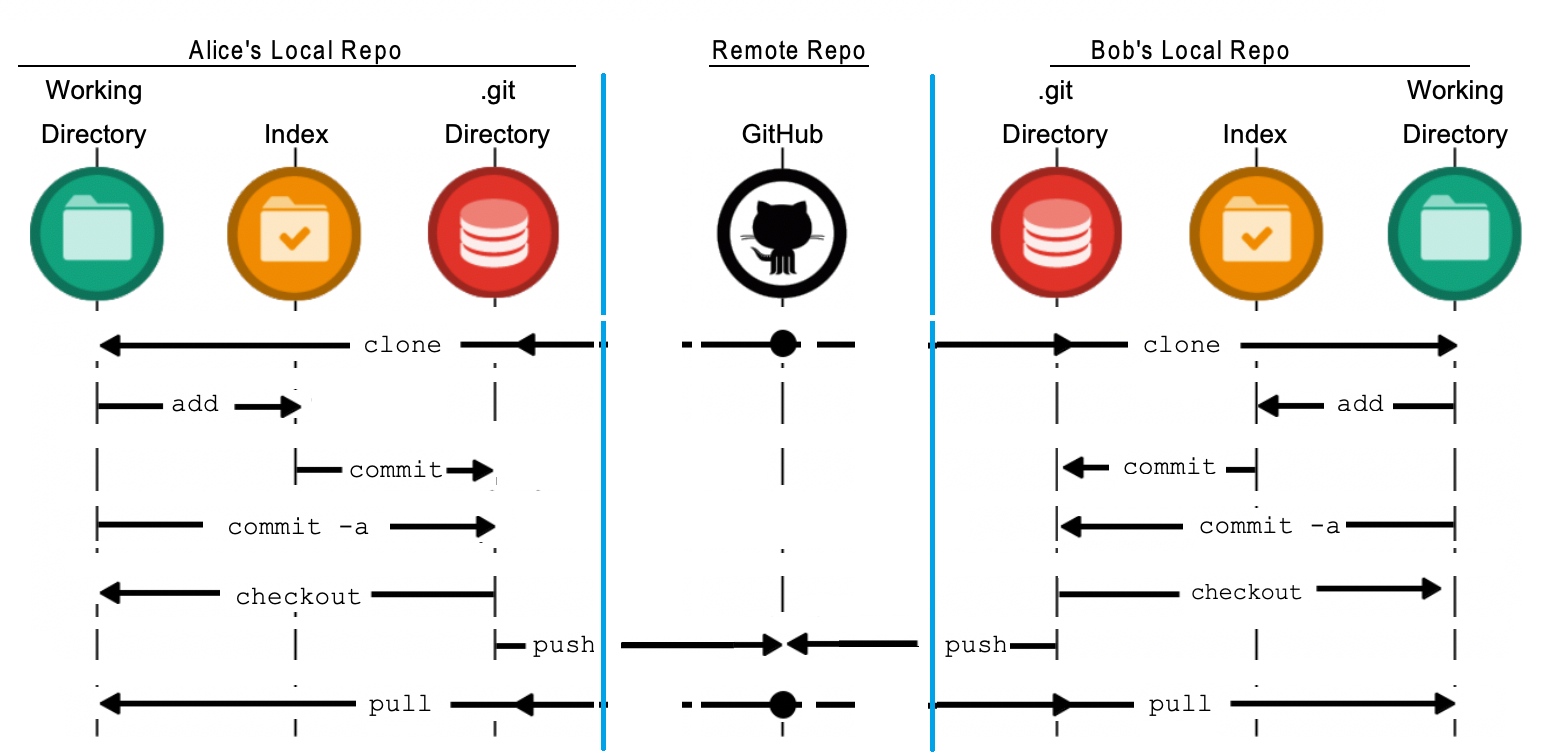 Alice's Local Repo
Remote Repo
Bob's Local Repo
Working
.git
.git
Working
Directory
Index
Directory
GitHub
Directory
Index
Directory
clone
clone
add
add
commit
commit
commit -a
commit -a
checkout
checkout
push
push
pull
pull